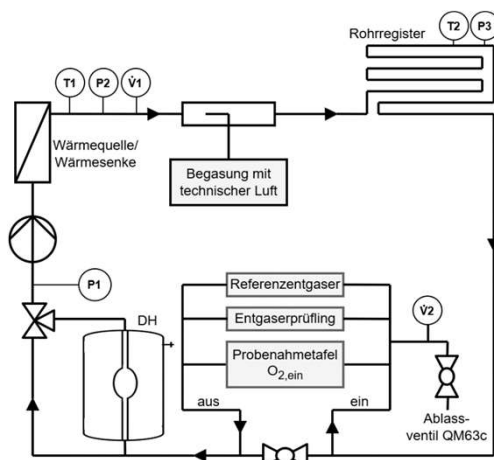 Rohrregister
T2
P3
T1
P2
V̇1
Wärmequelle/
Wärmesenke
Begasung mit
technischer Luft
P1
DH
Referenzentgaser
Entgaserprüfling
Probenahmetafel
O2,ein
V̇2
aus
ein
Ablass-
ventil QM63c